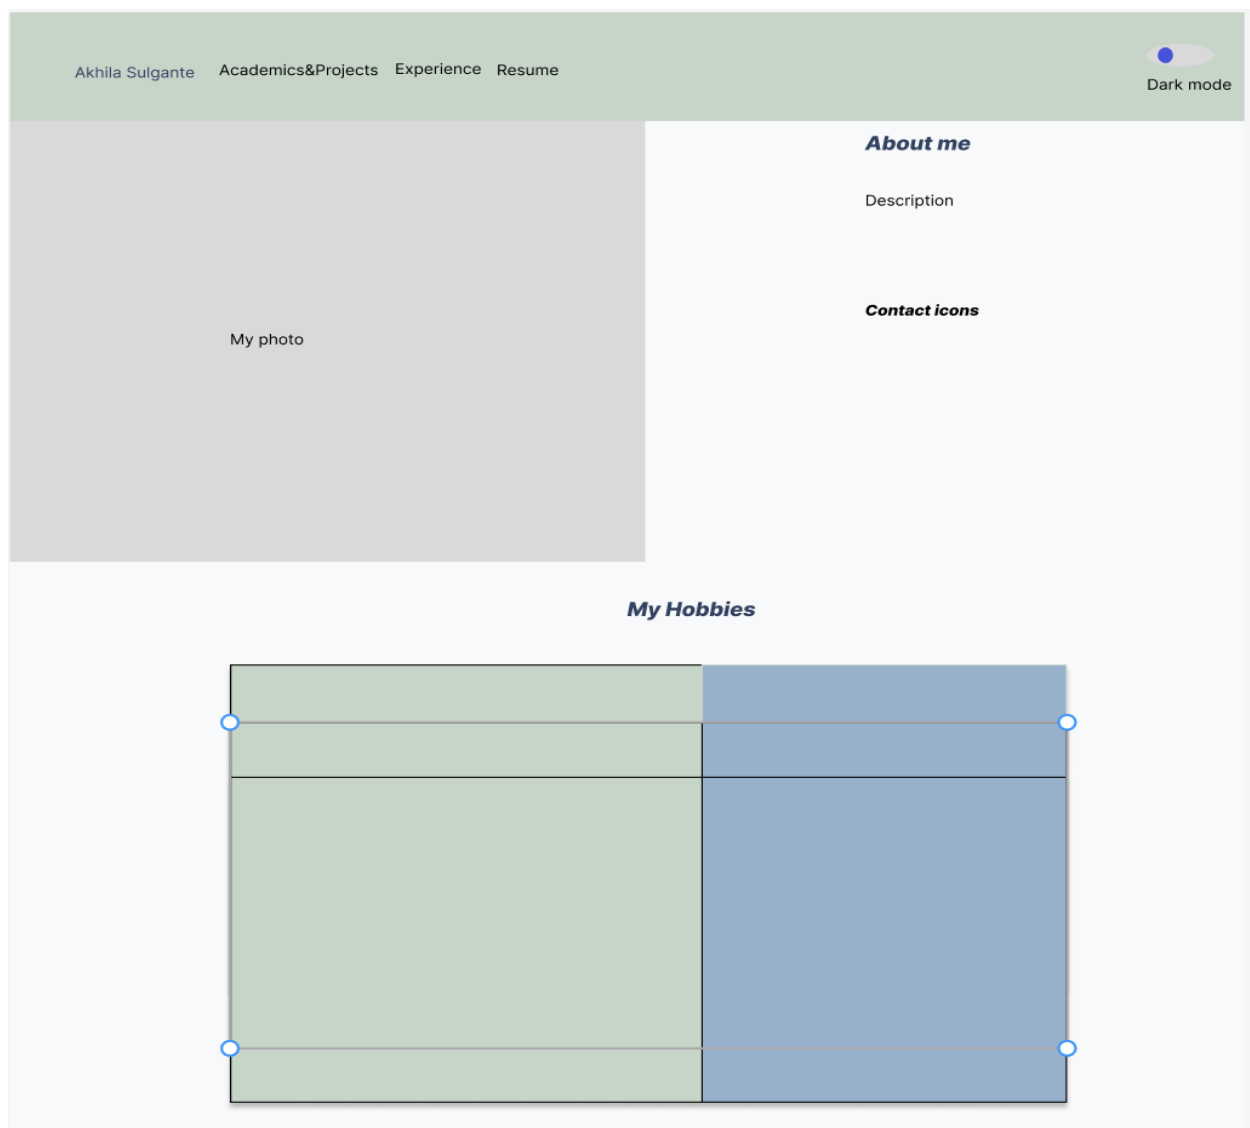 Akhila Sulgante Academics&Projects Experience Resume
Dark mode
About me
Description
Contact icons
My photo
My Hobbies